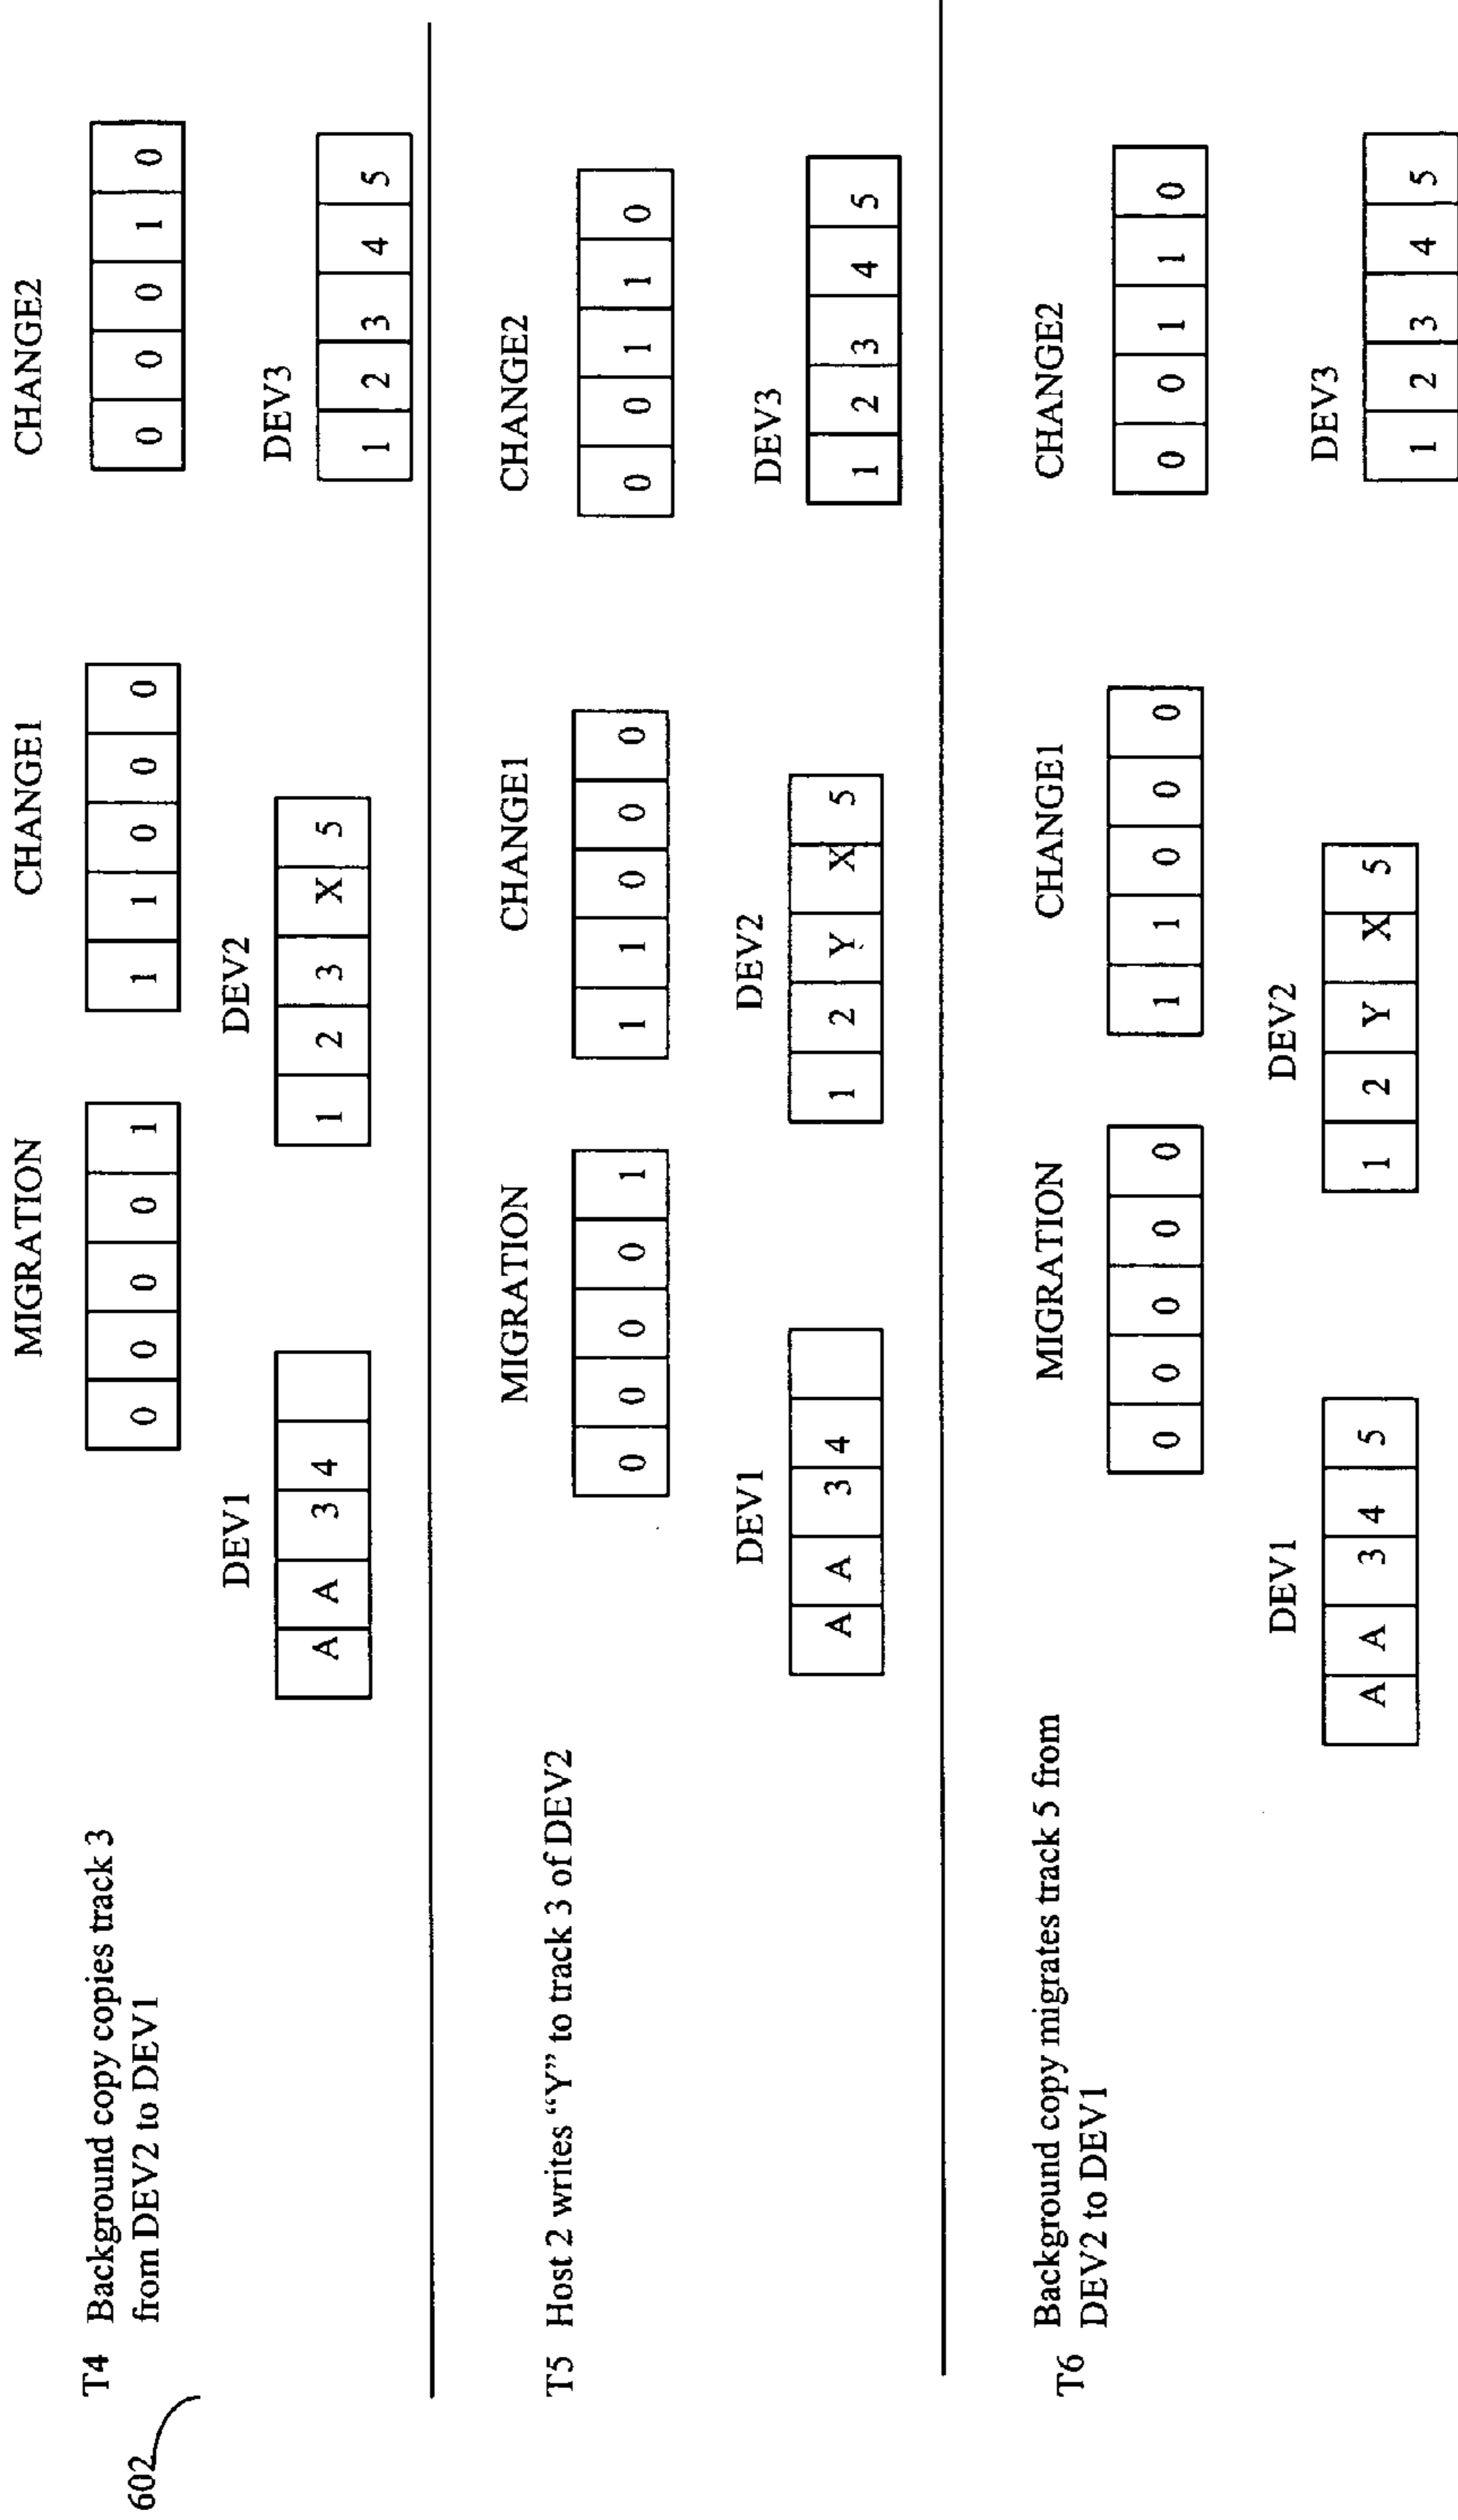 602
T4 Background copy copies track 3
from DEV2 to DEV1
MIGRATION CHANGE1 CHANGE2
0 0 0 0 1 1 1 0 0 0 0 0 0 1 0
DEV1 DEV2 DEV3
A A 3 4 1 2 3 X 5 1 2 3 4 5
T5 Host 2 writes “Y” to track 3 of DEV2
MIGRATION CHANGE1 CHANGE2
0 0 0 0 1 1 1 0 0 0 0 0 1 1 0
DEV1 DEV2 DEV3
A A 3 4 1 2 Y X 5 1 2 3 4 5
T6 Background copy migrates track 5 from
DEV2 to DEV1
MIGRATION CHANGE1 CHANGE2
0 0 0 0 0 1 1 0 0 0 0 0 1 1 0
DEV1 DEV2 DEV3
A A 3 4 5 1 2 Y X 5 1 2 3 4 5